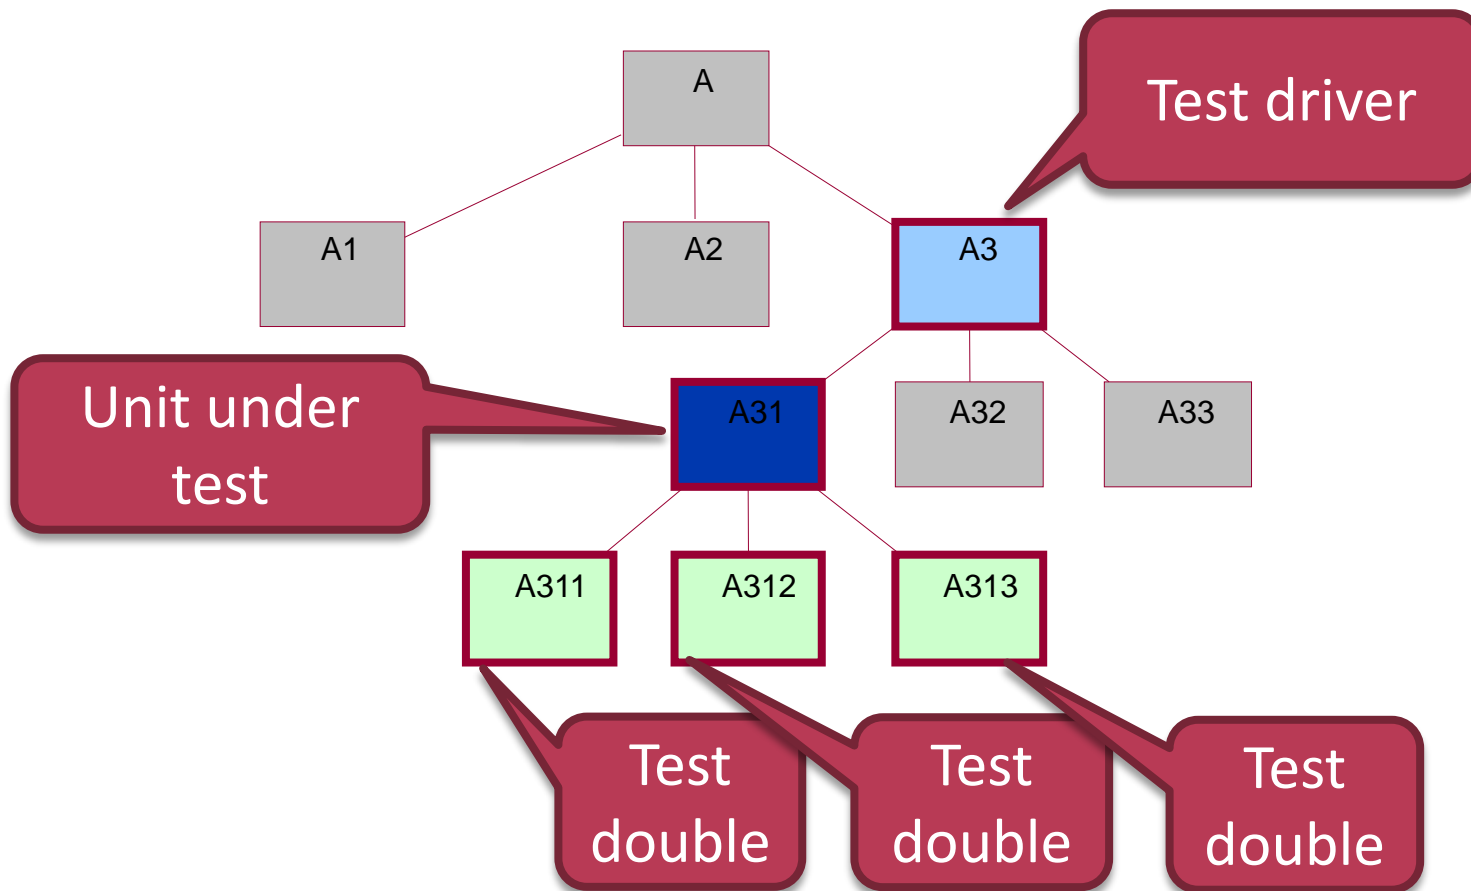 A
Test driver
A1
A2
A3
Unit under
test
A31
A32
A33
A311
A312
A313
Test
double
Test
double
Test
double